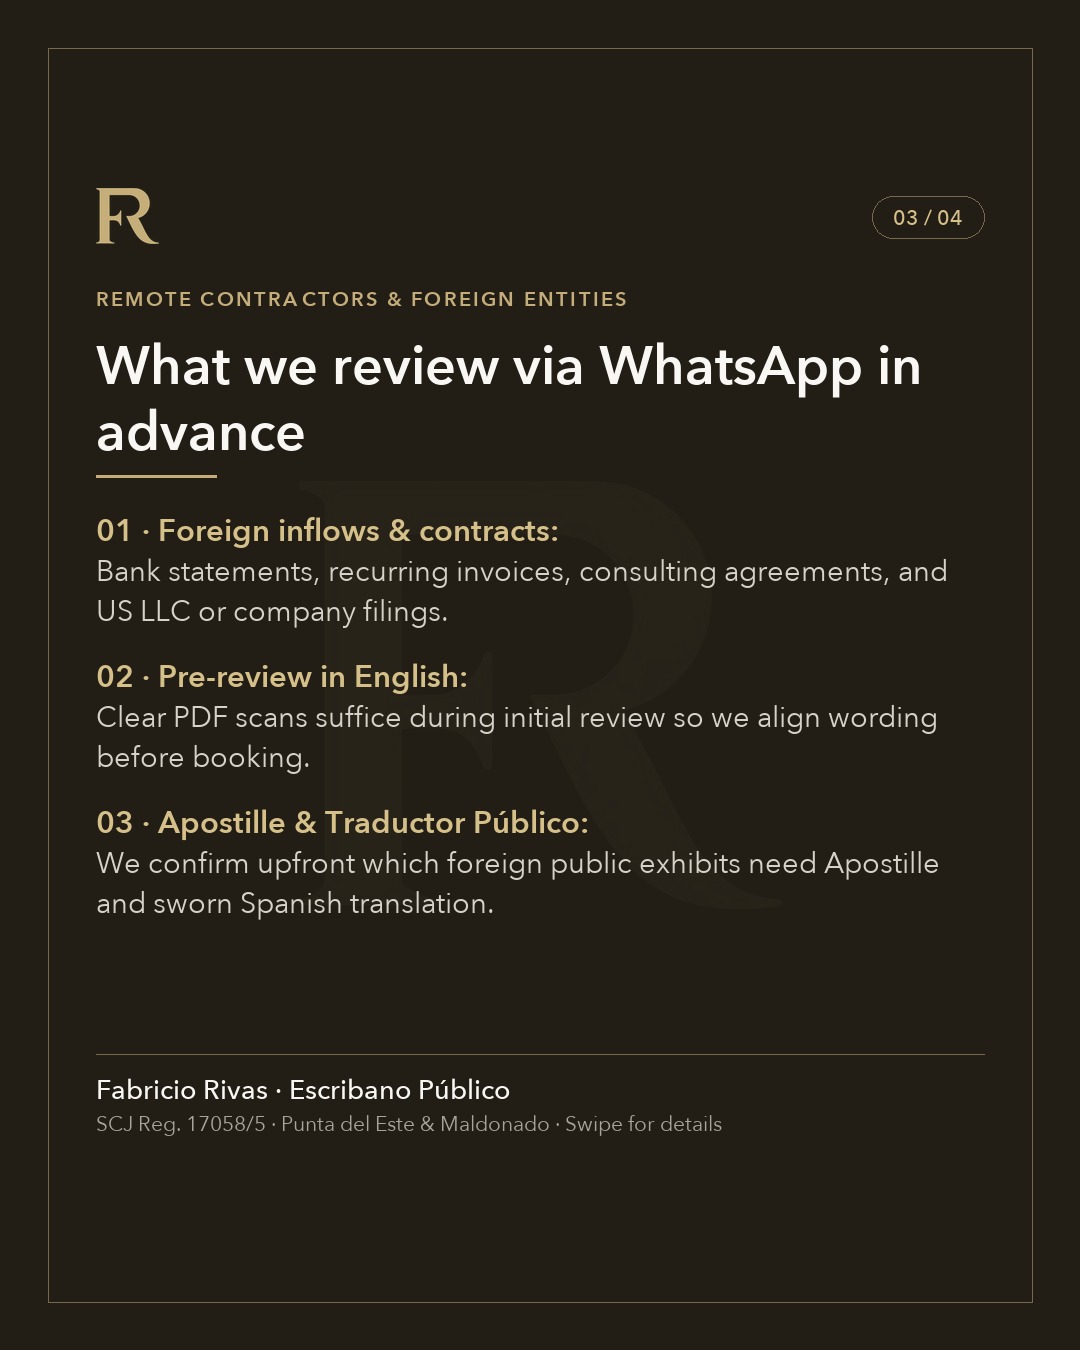 FR
03 / 04
REMOTE CONTRACTORS & FOREIGN ENTITIES
What we review via WhatsApp in
advance
01 · Foreign inflows & contracts:
Bank statements, recurring invoices, consulting agreements, and
US LLC or company filings.
02 · Pre-review in English:
Clear PDF scans suffice during initial review so we align wording
before booking.
03 · Apostille & Traductor Público:
We confirm upfront which foreign public exhibits need Apostille
and sworn Spanish translation.
Fabricio Rivas · Escribano Público
SCJ Reg. 17058/5 · Punta del Este & Maldonado · Swipe for details